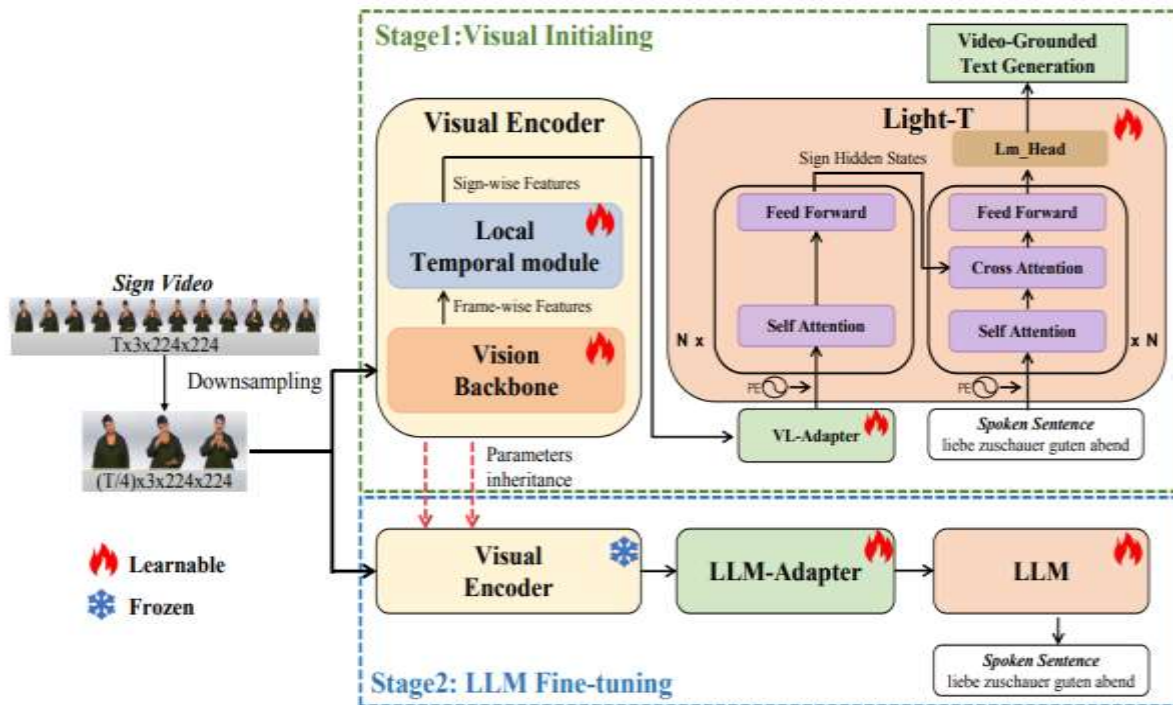 Stage1:Visual Initialing
Video-Grounded
Text Generation
Visual Encoder
Light-T
Lm_Head
Sign Hidden States
Sign-wise Features
Feed Forward
Feed Forward
Local
Temporal module
Cross Attention
Sign Video
Frame-wise Features
Self Attention
Self Attention
N x
x N
Tx3x224x224
Vision
Backbone
Downsampling
PE
PE
VL-Adapter
Spoken Sentence
liebe zuschauer guten abend
Parameters
inheritance
(T/4)x3x224x224
Visual
Encoder
LLM-Adapter
LLM
Learnable
Frozen
Spoken Sentence
liebe zuschauer guten abend
Stage2: LLM Fine-tuning